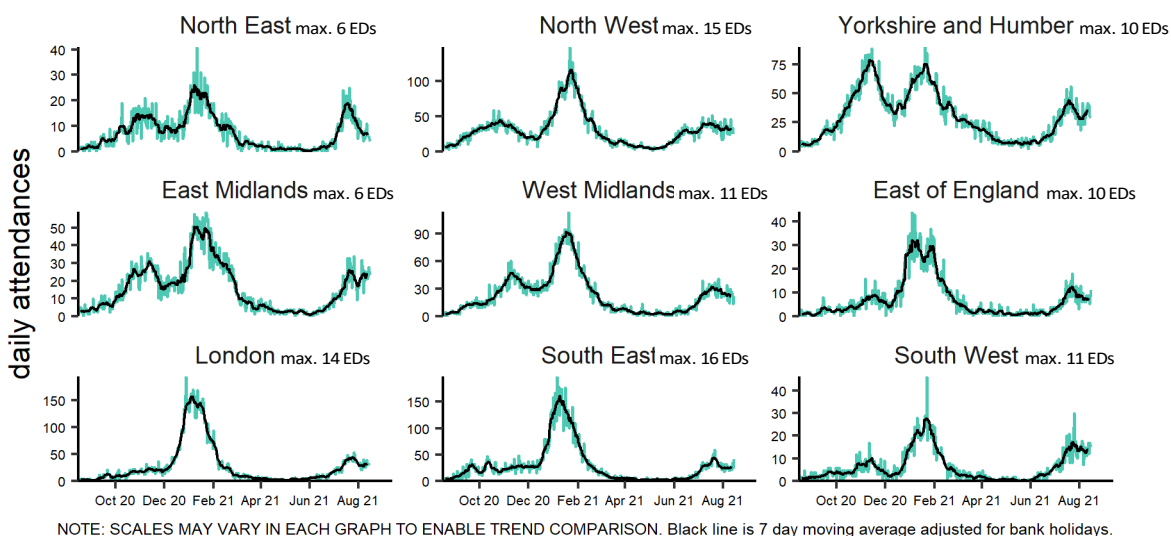 North East max. 6 EDs
North West max. 15 EDs
Yorkshire and Humber max. 10 EDs
40
30
20
10
0
100
50
0
75
50
25
0
East Midlands max. 6 EDs
West Midlands max. 11 EDs
East of England max. 10 EDs
50
40
30
20
10
0
90
60
30
0
40
30
20
10
0
daily attendances
London max. 14 EDs
South East max. 16 EDs
South West max. 11 EDs
150
100
50
0
150
100
50
0
40
30
20
10
0
Oct 20 Dec 20 Feb 21 Apr 21 Jun 21 Aug 21
Oct 20 Dec 20 Feb 21 Apr 21 Jun 21 Aug 21
Oct 20 Dec 20 Feb 21 Apr 21 Jun 21 Aug 21
NOTE: SCALES MAY VARY IN EACH GRAPH TO ENABLE TREND COMPARISON. Black line is 7 day moving average adjusted for bank holidays.